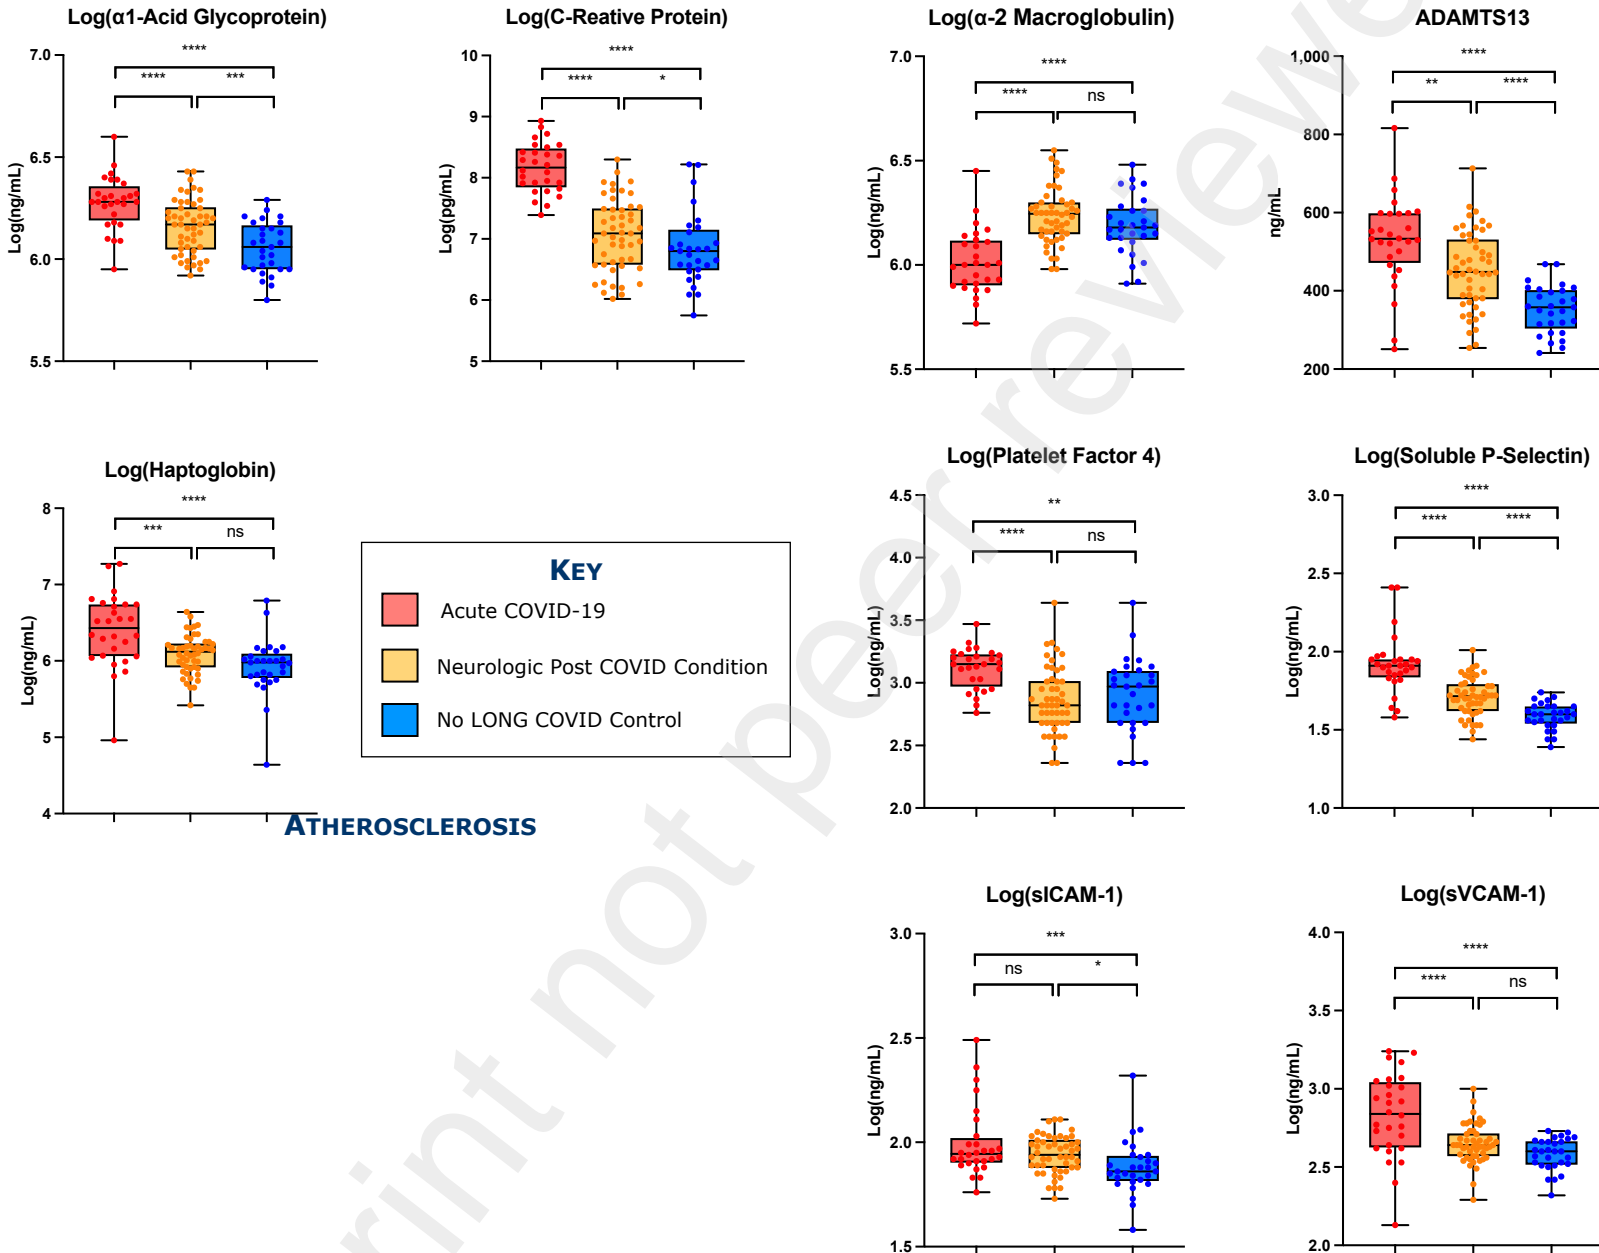 Log(α1-Acid Glycoprotein)
Log(ng/mL)
7.0
6.5
6.0
5.5
****
****
***
Log(C-Reative Protein)
Log(pg/mL)
10
9
8
7
6
5
****
****
*
Log(α-2 Macroglobulin)
Log(ng/mL)
7.0
6.5
6.0
5.5
****
****
ns
ADAMTS13
ng/mL
1,000
800
600
400
200
****
**
****
Log(Haptoglobin)
Log(ng/mL)
8
7
6
5
4
****
***
ns
KEY
Acute COVID-19
Neurologic Post COVID Condition
No LONG COVID Control
ATHEROSCLEROSIS
Log(Platelet Factor 4)
Log(ng/mL)
4.5
4.0
3.5
3.0
2.5
2.0
**
****
ns
Log(Soluble P-Selectin)
Log(ng/mL)
3.0
2.5
2.0
1.5
1.0
****
****
****
Log(sICAM-1)
Log(ng/mL)
3.0
2.5
2.0
1.5
***
ns
*
Log(sVCAM-1)
Log(ng/mL)
4.0
3.5
3.0
2.5
2.0
****
****
ns
rint not peer reviewe